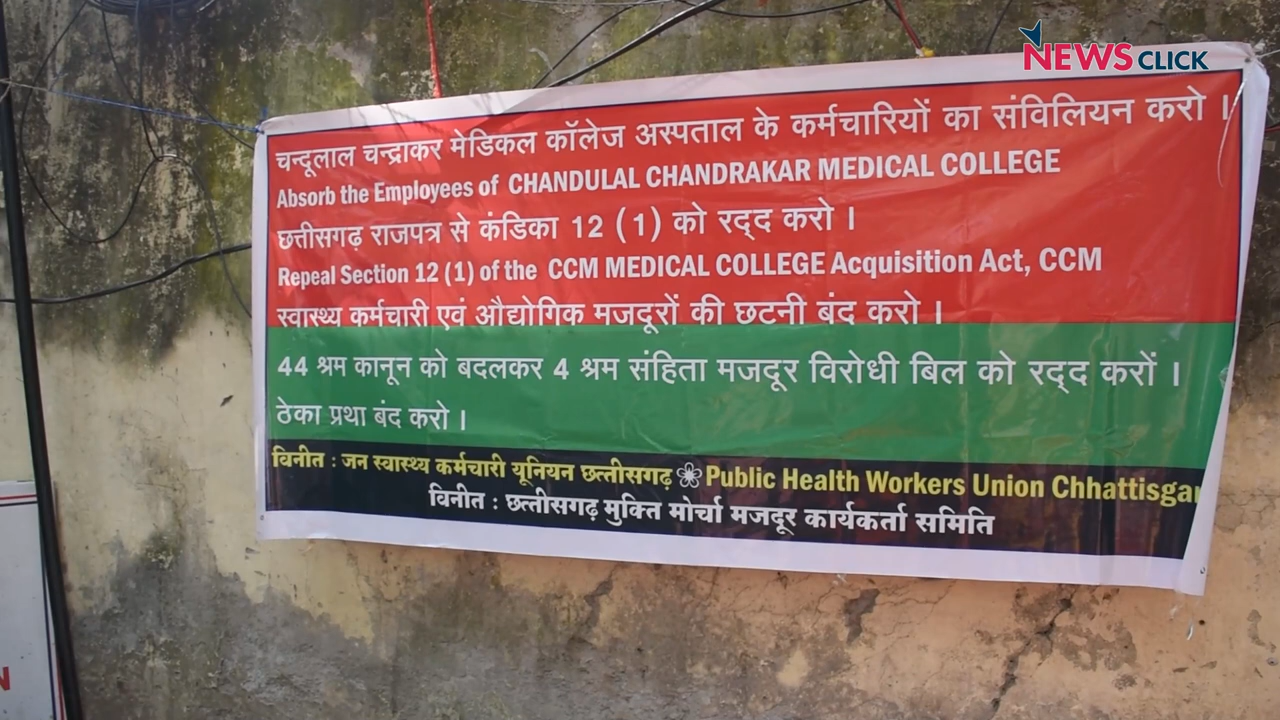 NEWS CLICK
चन्दूलाल चन्द्राकर मेडिकल कॉलेज अस्पताल के कर्मचारियों का संविलियन करो ।
Absorb the Employees of CHANDULAL CHANDRAKAR MEDICAL COLLEGE
छत्तीसगढ़ राजपत्र से कंडिका 12 (1) को रद्द करो ।
Repeal Section 12 (1) of the CCM MEDICAL COLLEGE Acquisition Act, CCM
स्वास्थ्य कर्मचारी एवं औद्योगिक मजदूरों की छटनी बंद करो ।
44 श्रम कानून को बदलकर 4 श्रम संहिता मजदूर विरोधी बिल को रद्द करों ।
ठेका प्रथा बंद करो ।
विनीत : जन स्वास्थ्य कर्मचारी यूनियन छत्तीसगढ़ Public Health Workers Union Chhattisgar
विनीत : छत्तीसगढ़ मुक्ति मोर्चा मजदूर कार्यकर्ता समिति
N